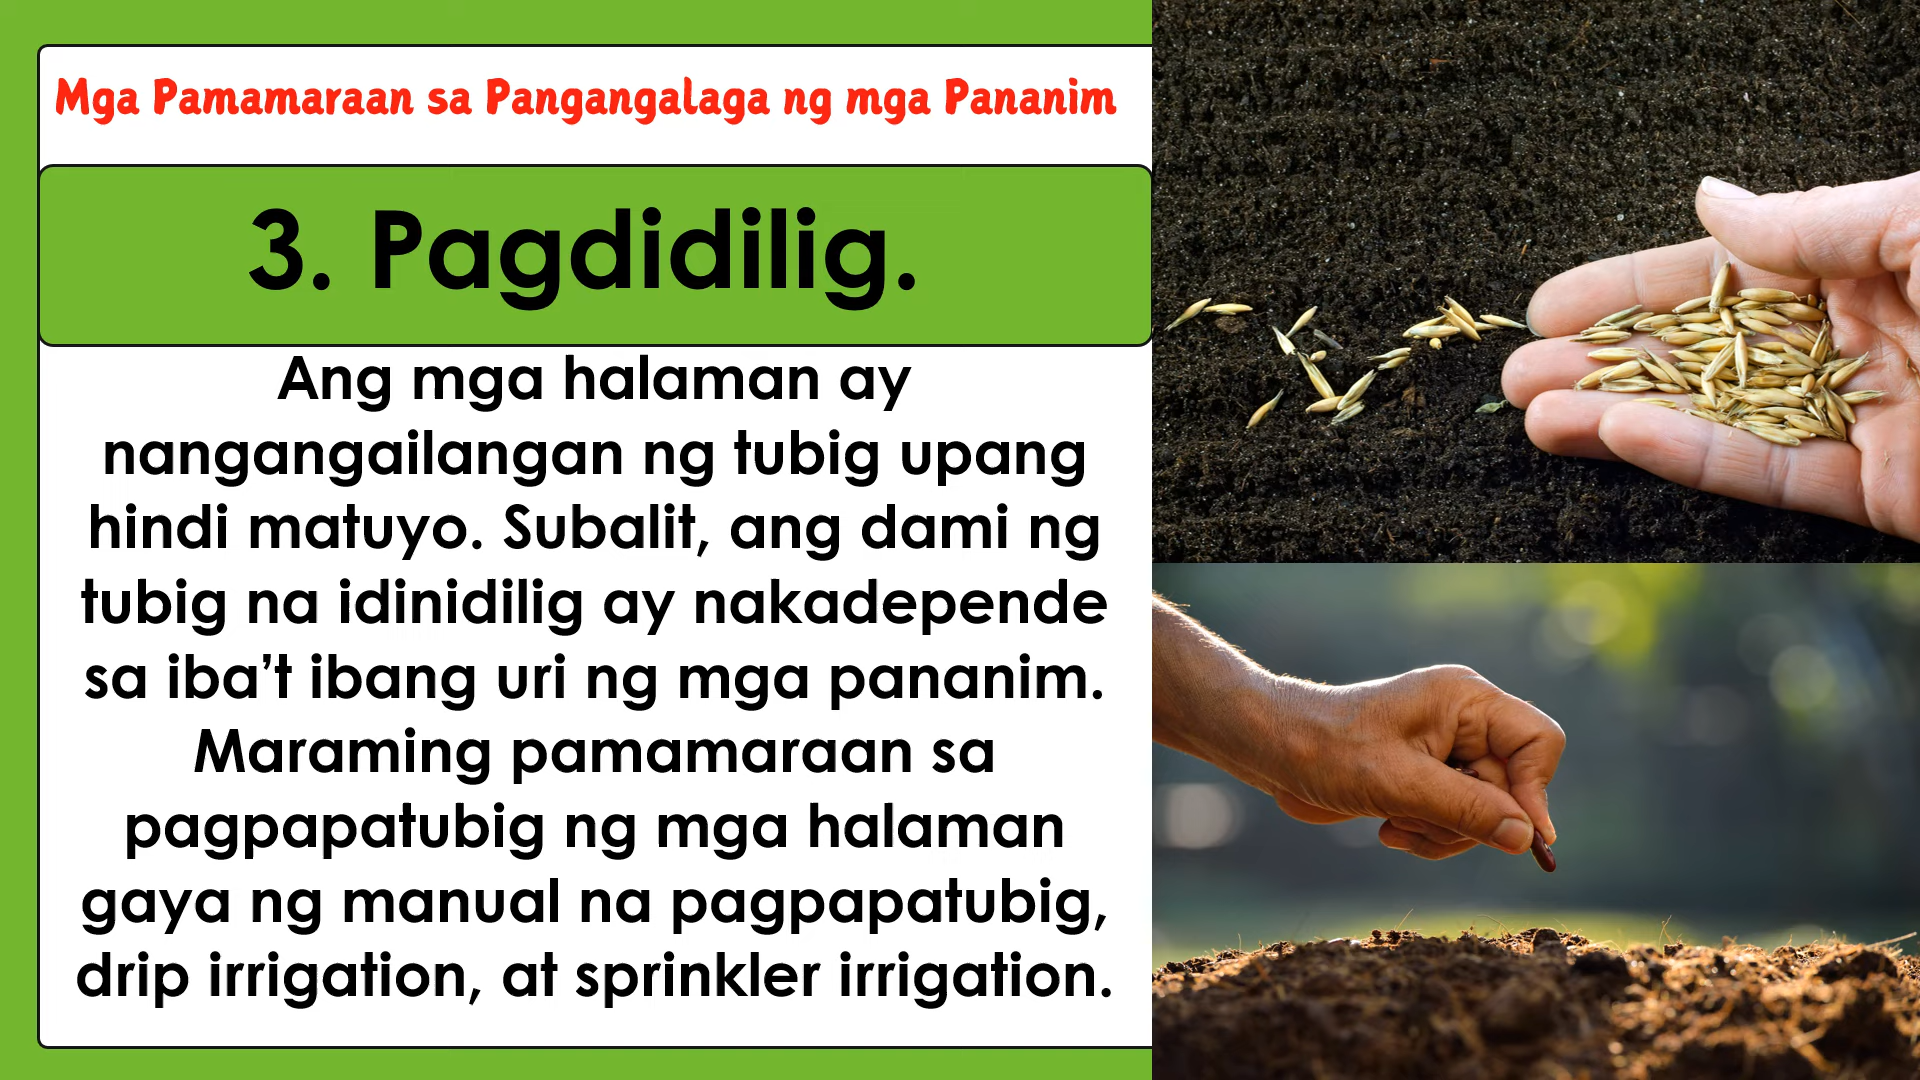 Mga Pamamaraan sa Pangangalaga ng mga Pananim
3. Pagdidilig.
Ang mga halaman ay
nangangailangan ng tubig upang
hindi matuyo. Subalit, ang dami ng
tubig na idinidilig ay nakadepende
sa iba’t ibang uri ng mga pananim.
Maraming pamamaraan sa
pagpapatubig ng mga halaman
gaya ng manual na pagpapatubig,
drip irrigation, at sprinkler irrigation.